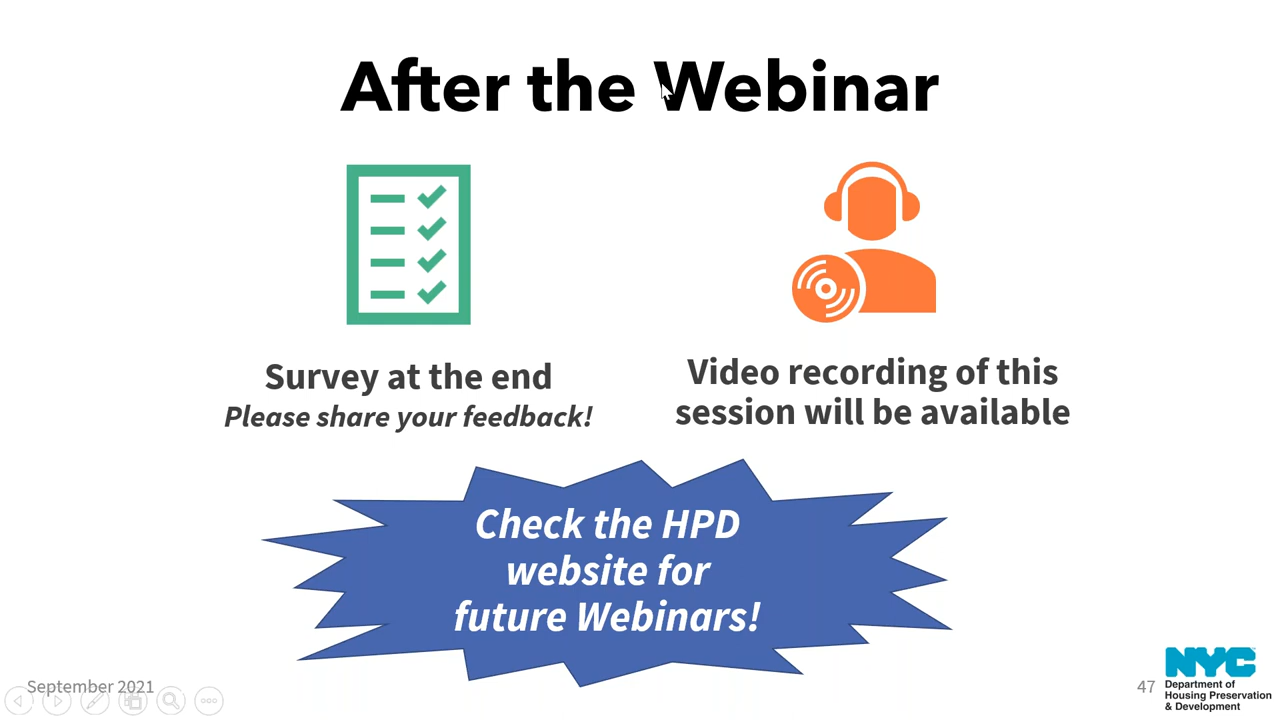 After the Webinar
Survey at the end
Please share your feedback!
Video recording of this
session will be available
Check the HPD
website for
future Webinars!
September 2021
47
NYC
Department of
Housing Preservation
& Development